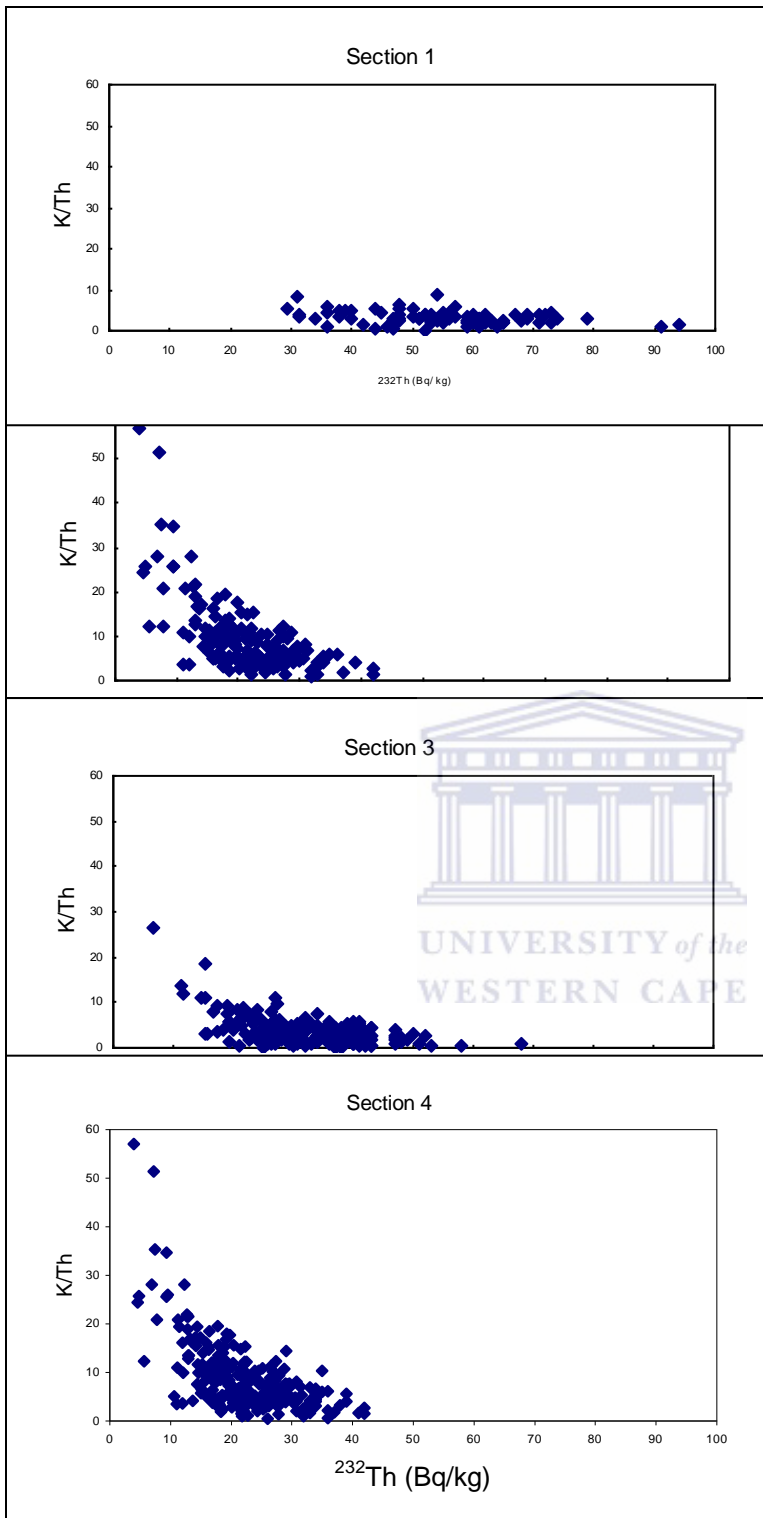 Section 1
60
50
40
30
20
10
0
K/Th
0 10 20 30 40 50 60 70 80 90 100
232Th (Bq/ kg)
50
40
30
20
10
0
K/Th
Section 3
60
50
40
30
20
10
0
K/Th
UNIVERSITY of the
WESTERN CAPE
Section 4
60
50
40
30
20
10
0
K/Th
0 10 20 30 40 50 60 70 80 90 100
²³²Th (Bq/kg)